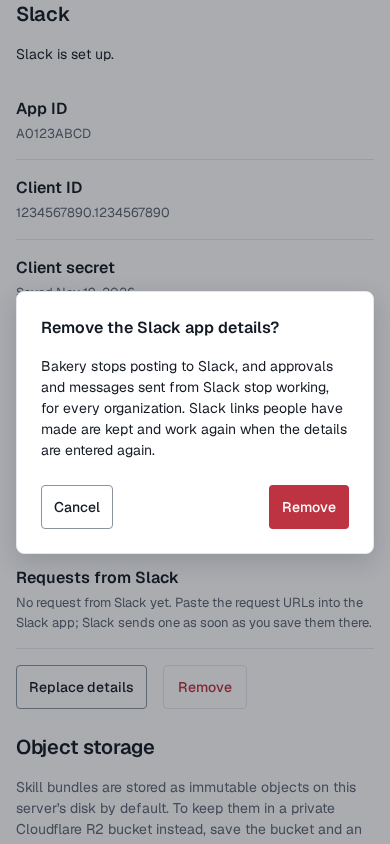 Slack
Slack is set up.
App ID
A0123ABCD
Client ID
1234567890.1234567890
Client secret
Saved Nov 19, 2026
Remove the Slack app details?
Bakery stops posting to Slack, and approvals
and messages sent from Slack stop working,
for every organization. Slack links people have
made are kept and work again when the details
are entered again.
Cancel
Remove
Requests from Slack
No request from Slack yet. Paste the request URLs into the
Slack app; Slack sends one as soon as you save them there.
Replace details
Remove
Object storage
Skill bundles are stored as immutable objects on this
server's disk by default. To keep them in a private
Cloudflare R2 bucket instead, save the bucket and an